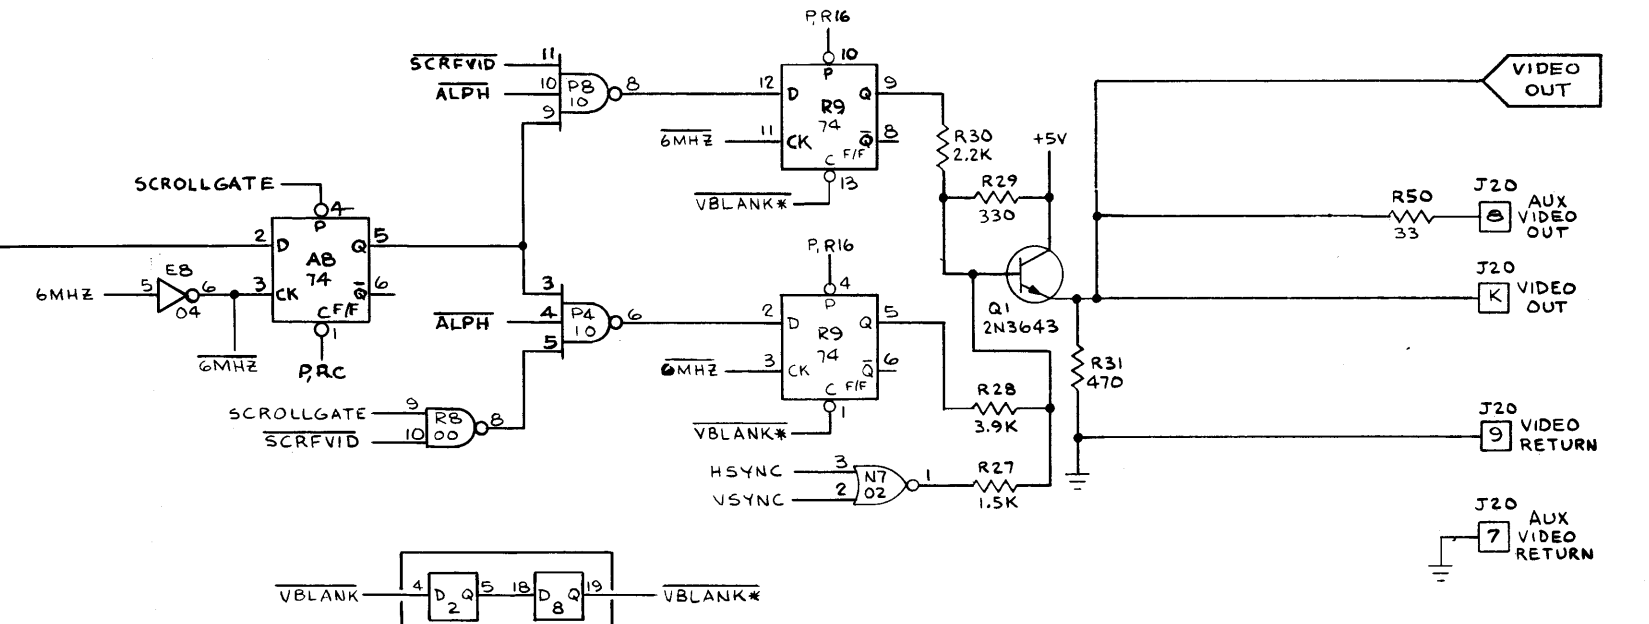 P,R16
SCRFVID
11
10
P
ALPH
10
P8
10
8
9
12
D
Q
9
R9
74
6MHZ
11
CK
Q
8
C
F/F
13
VBLANK*
R30
2.2K
+5V
R29
330
VIDEO
OUT
R50
33
J20
8
AUX
VIDEO
OUT
SCROLLGATE
4
P
2
D
Q
5
A8
74
6MHZ
5
E8
6
04
3
CK
Q
6
C
F/F
1
6MHZ
P,RC
3
ALPH
4
P4
10
6
5
P,R16
4
P
2
D
Q
5
R9
74
6MHZ
3
CK
Q
6
C
F/F
1
VBLANK*
Q1
2N3643
J20
K
VIDEO
OUT
R31
470
R28
3.9K
SCROLLGATE
9
R8
00
8
SCRFVID
10
HSYNC
3
N7
02
1
VSYNC
2
R27
1.5K
J20
9
VIDEO
RETURN
J20
7
AUX
VIDEO
RETURN
VBLANK
4
D
Q
2
5
18
D
Q
8
19
VBLANK*